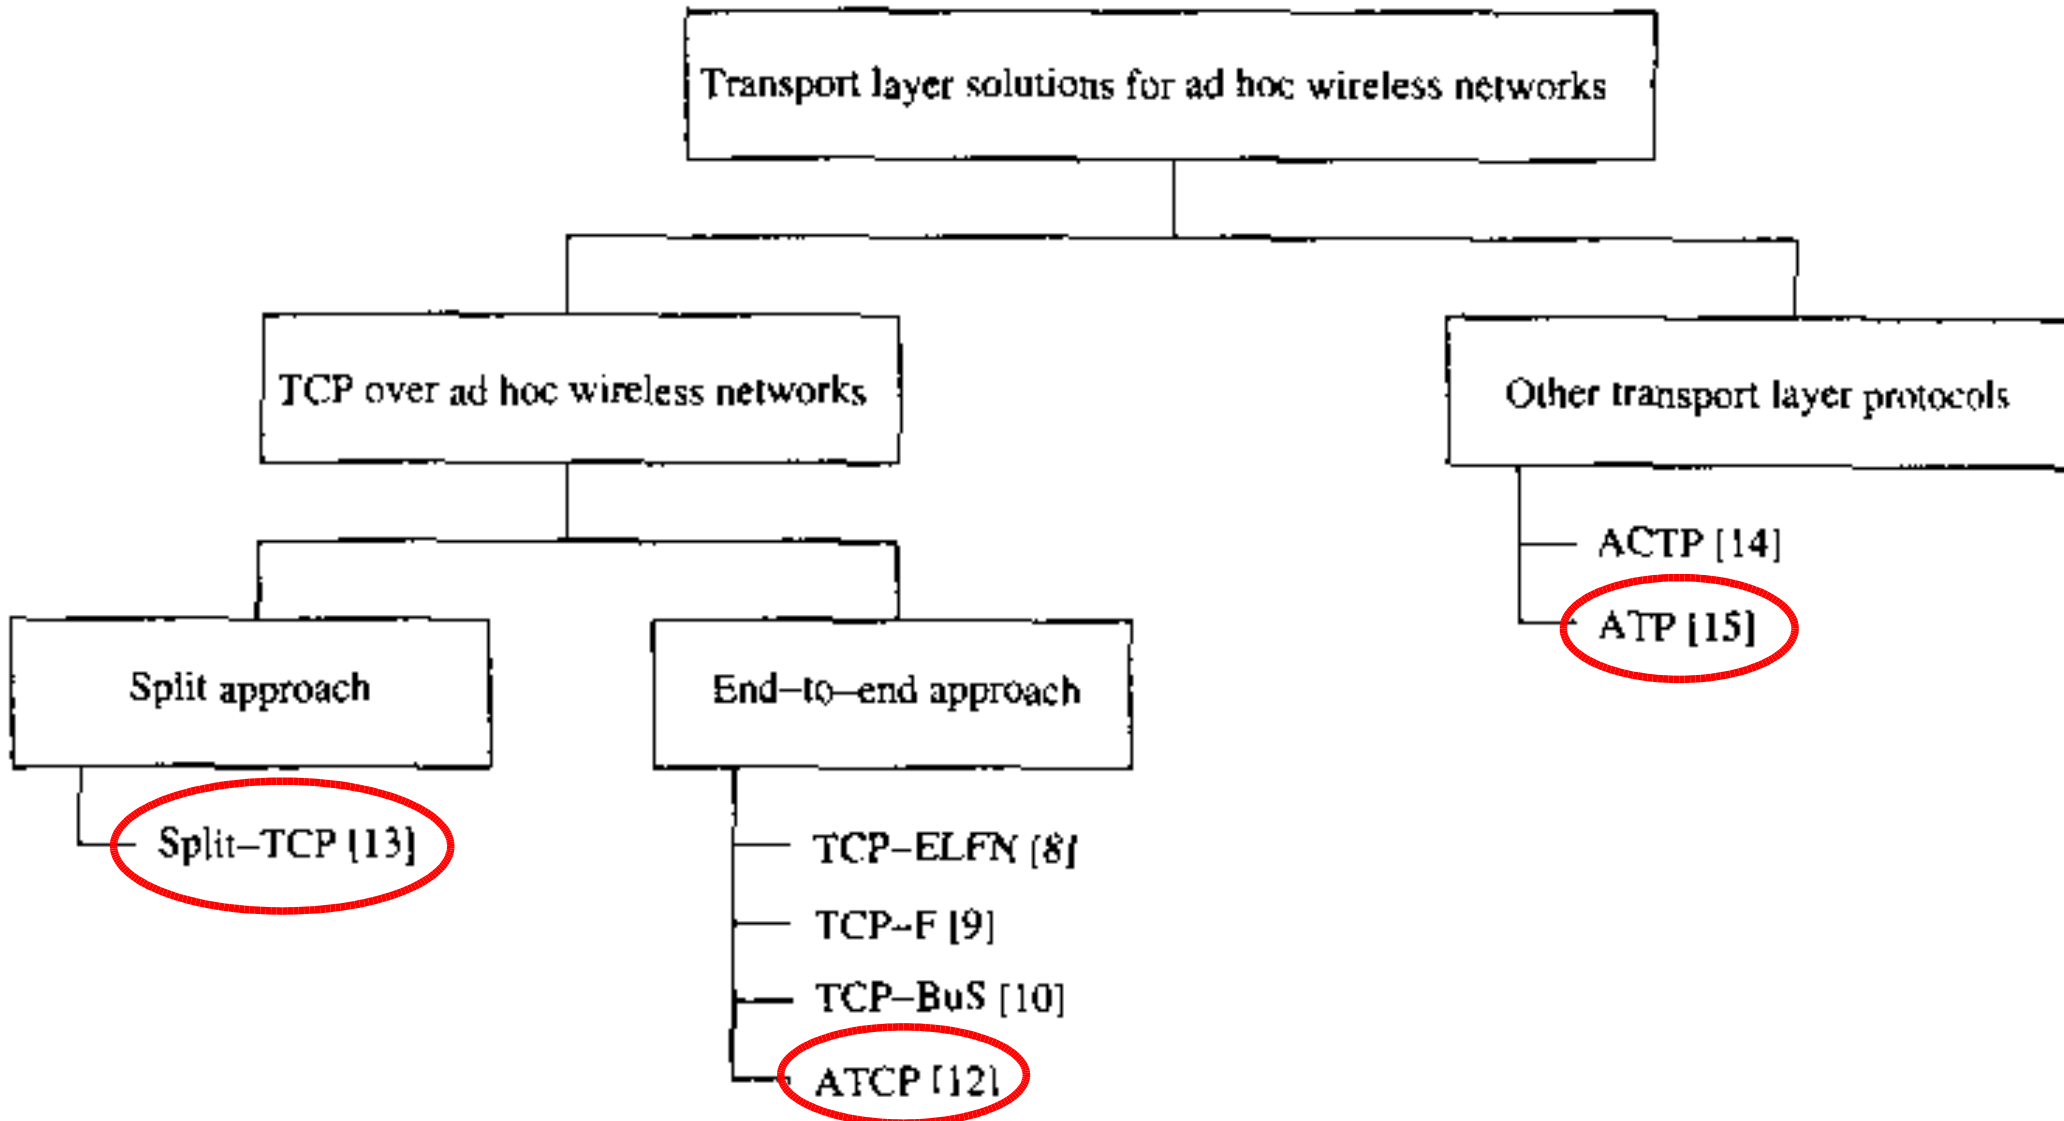 Transport layer solutions for ad hoc wireless networks
TCP over ad hoc wireless networks
Other transport layer protocols
ACTP [14]
ATP [15]
Split approach
End–to–end approach
Split–TCP [13]
TCP–ELFN [8]
TCP–F [9]
TCP–BuS [10]
ATCP [12]